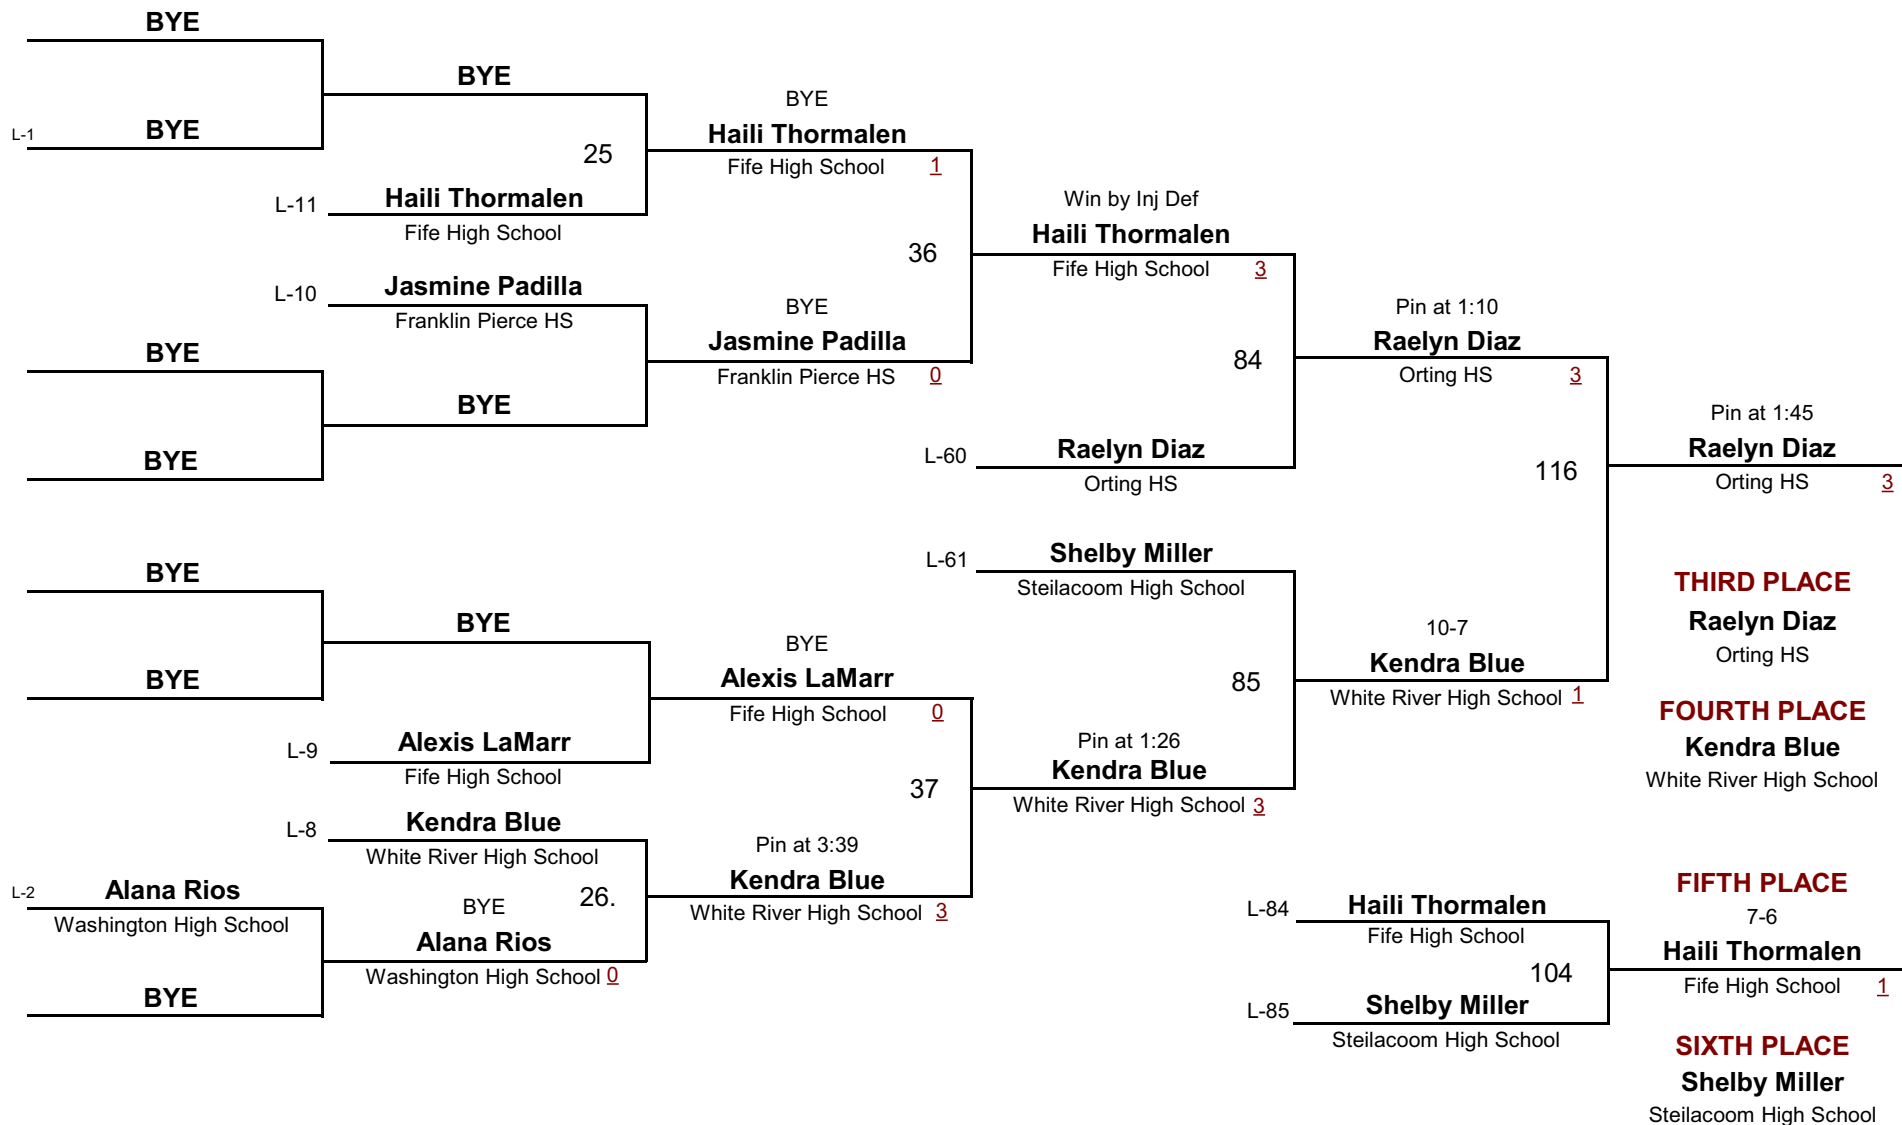 BYE
L-1 BYE
BYE
25
L-11 Haili Thormalen
Fife High School
L-10 Jasmine Padilla
Franklin Pierce HS
BYE
BYE
BYE
BYE
Haili Thormalen
Fife High School 1
36
BYE
Jasmine Padilla
Franklin Pierce HS 0
Win by Inj Def
Haili Thormalen
Fife High School 3
84
L-60 Raelyn Diaz
Orting HS
Pin at 1:10
Raelyn Diaz
Orting HS 3
116
Pin at 1:45
Raelyn Diaz
Orting HS 3
BYE
BYE
BYE
L-9 Alexis LaMarr
Fife High School
L-8 Kendra Blue
White River High School
L-2 Alana Rios
Washington High School
BYE
26.
BYE
Alana Rios
Washington High School 0
BYE
Alexis LaMarr
Fife High School 0
37
Pin at 3:39
Kendra Blue
White River High School 3
L-61 Shelby Miller
Steilacoom High School
85
Pin at 1:26
Kendra Blue
White River High School 3
10-7
Kendra Blue
White River High School 1
THIRD PLACE
Raelyn Diaz
Orting HS
FOURTH PLACE
Kendra Blue
White River High School
L-84 Haili Thormalen
Fife High School
104
L-85 Shelby Miller
Steilacoom High School
FIFTH PLACE
7-6
Haili Thormalen
Fife High School 1
SIXTH PLACE
Shelby Miller
Steilacoom High School